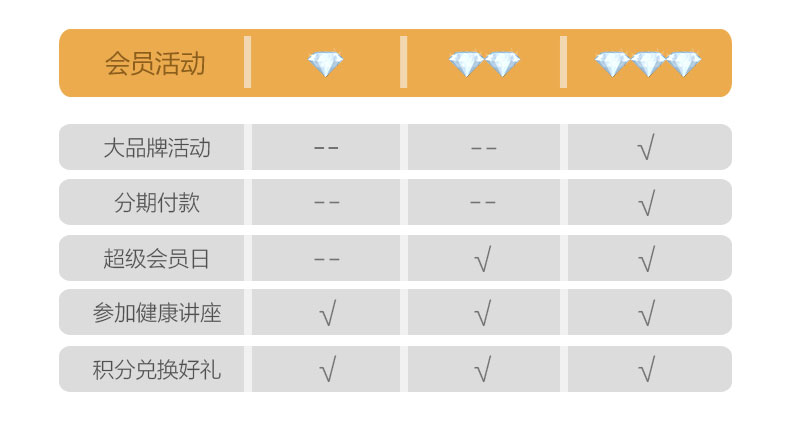 会员活动
大品牌活动 -- -- √
分期付款 -- -- √
超级会员日 -- √ √
参加健康讲座 √ √ √
积分兑换好礼 √ √ √